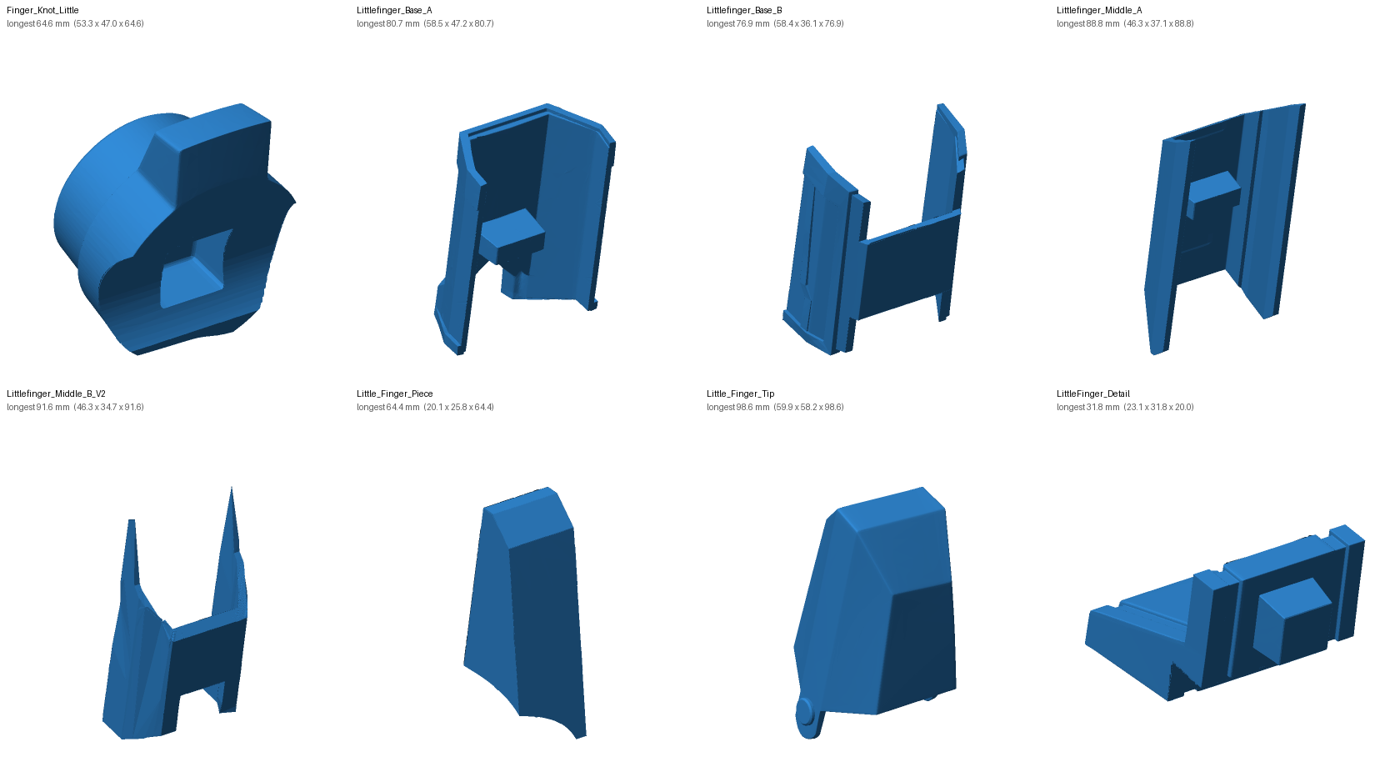 Finger_Knot_Little
longest 64.6 mm (53.3 x 47.0 x 64.6)
Littlefinger_Base_A
longest 80.7 mm (58.5 x 47.2 x 80.7)
Littlefinger_Base_B
longest 76.9 mm (58.4 x 36.1 x 76.9)
Littlefinger_Middle_A
longest 88.8 mm (46.3 x 37.1 x 88.8)
Littlefinger_Middle_B_V2
longest 91.6 mm (46.3 x 34.7 x 91.6)
Little_Finger_Piece
longest 64.4 mm (20.1 x 25.8 x 64.4)
Little_Finger_Tip
longest 98.6 mm (59.9 x 58.2 x 98.6)
LittleFinger_Detail
longest 31.8 mm (23.1 x 31.8 x 20.0)